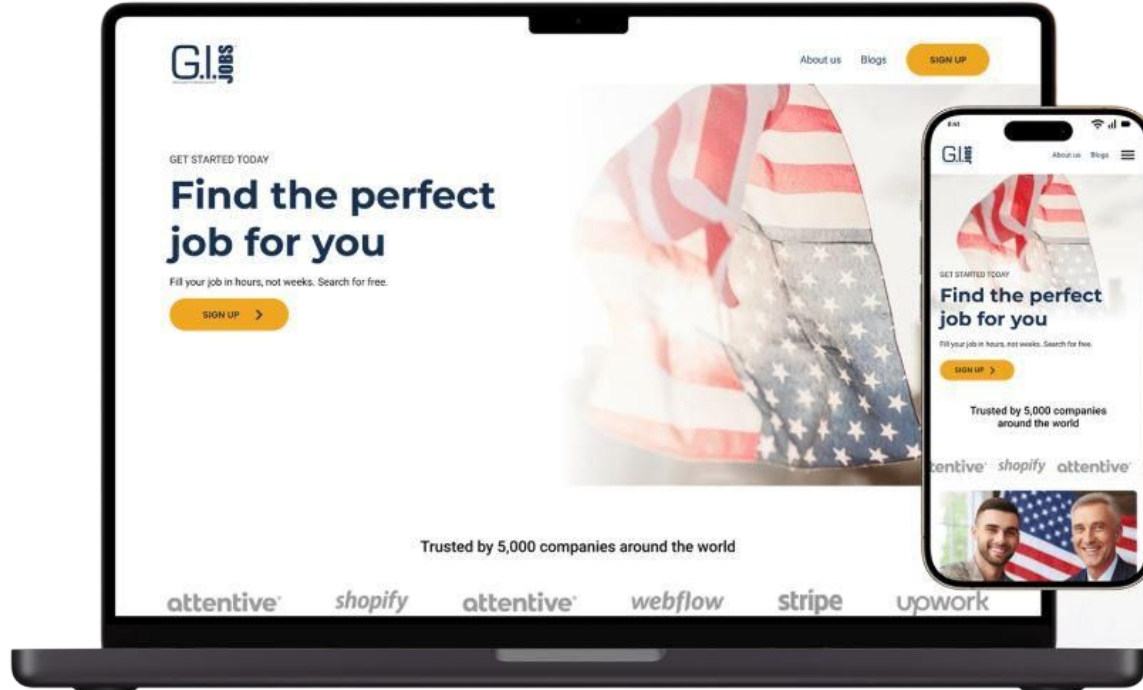 G.I. JOBS
About us
Blogs
SIGN UP
GET STARTED TODAY
Find the perfect
job for you
Fill your job in hours, not weeks. Search for free.
SIGN UP
Trusted by 5,000 companies around the world
attentive
shopify
attentive
webflow
stripe
upwork
G.I. JOBS
About us
Blogs
GET STARTED TODAY
Find the perfect
job for you
Fill your job in hours, not weeks. Search for free.
SIGN UP
Trusted by 5,000 companies
around the world
tentive
shopify
attentive